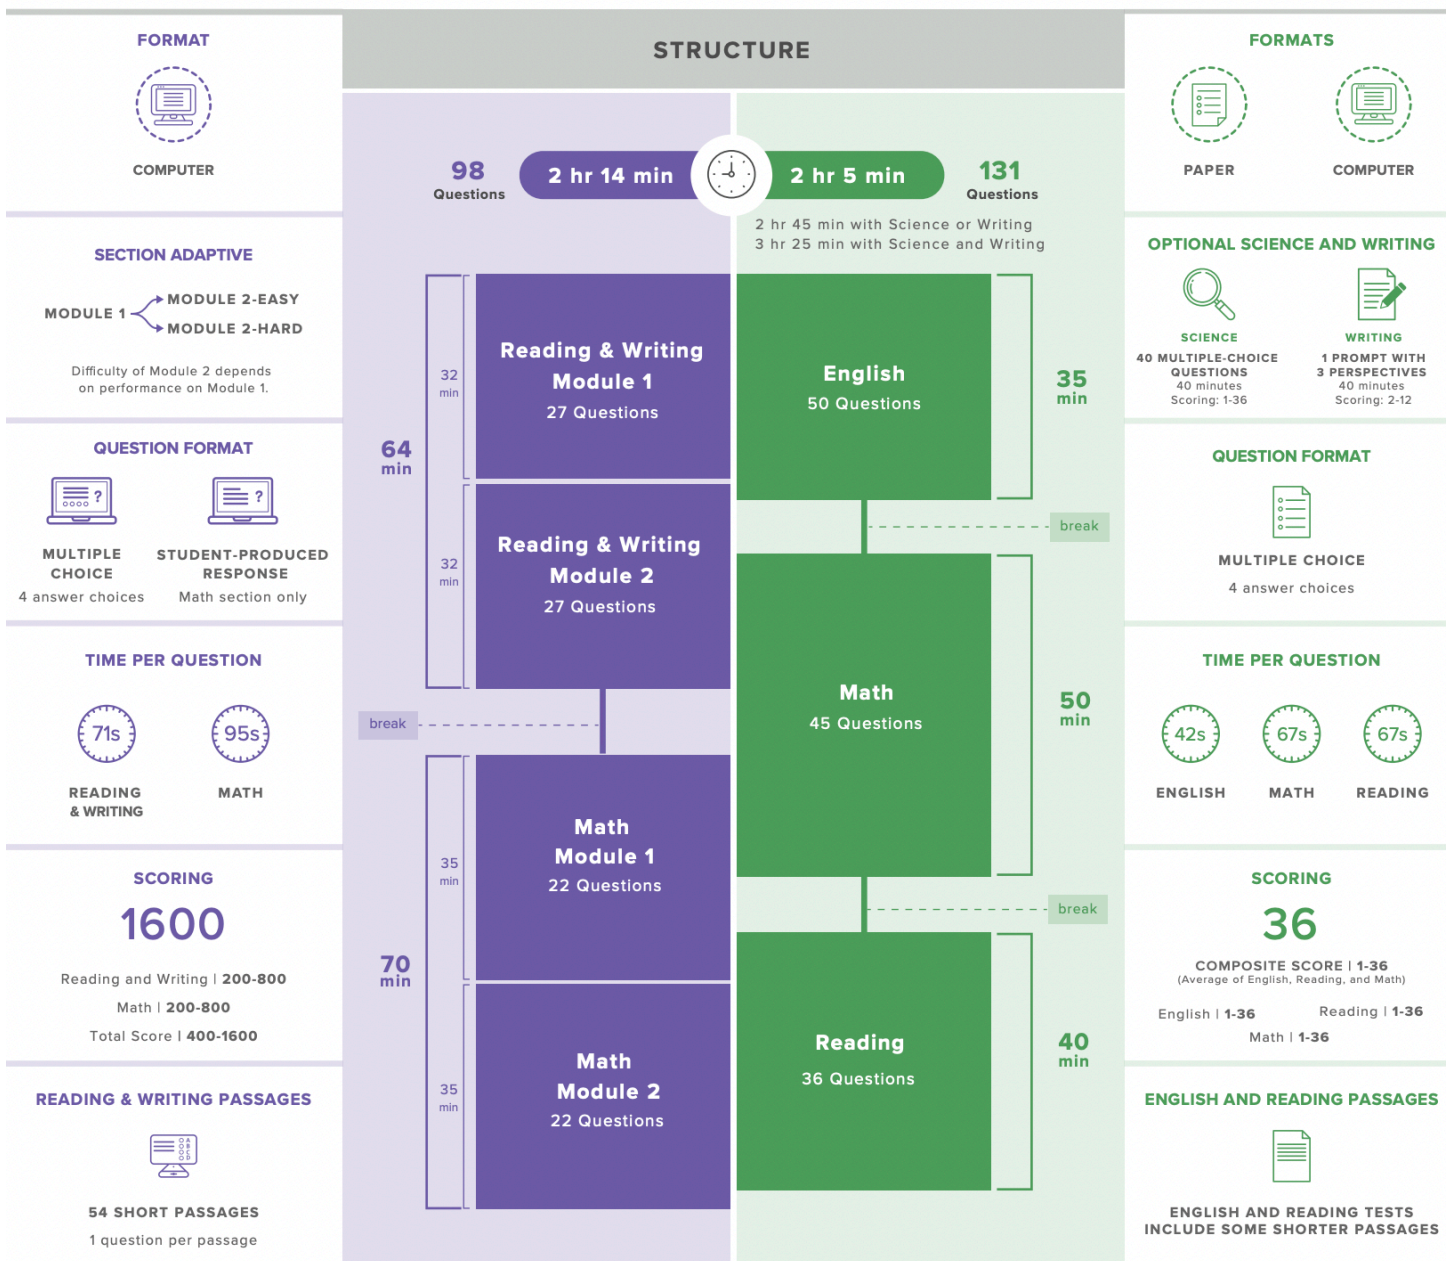 STRUCTURE
FORMAT
COMPUTER
SECTION ADAPTIVE
MODULE 1
MODULE 2-EASY
MODULE 2-HARD
Difficulty of Module 2 depends
on performance on Module 1.
QUESTION FORMAT
?
?
MULTIPLE
CHOICE
4 answer choices
STUDENT-PRODUCED
RESPONSE
Math section only
TIME PER QUESTION
71s
95s
READING
& WRITING
MATH
SCORING
1600
Reading and Writing | 200-800
Math | 200-800
Total Score | 400-1600
READING & WRITING PASSAGES
A
B
C
D
54 SHORT PASSAGES
1 question per passage
98
Questions
2 hr 14 min
64
min
32
min
Reading & Writing
Module 1
27 Questions
32
min
Reading & Writing
Module 2
27 Questions
break
70
min
35
min
Math
Module 1
22 Questions
35
min
Math
Module 2
22 Questions
2 hr 5 min
131
Questions
2 hr 45 min with Science or Writing
3 hr 25 min with Science and Writing
English
50 Questions
35
min
break
Math
45 Questions
50
min
break
Reading
36 Questions
40
min
FORMATS
PAPER
COMPUTER
OPTIONAL SCIENCE AND WRITING
SCIENCE
40 MULTIPLE-CHOICE
QUESTIONS
40 minutes
Scoring: 1-36
WRITING
1 PROMPT WITH
3 PERSPECTIVES
40 minutes
Scoring: 2-12
QUESTION FORMAT
MULTIPLE CHOICE
4 answer choices
TIME PER QUESTION
42s
67s
67s
ENGLISH
MATH
READING
SCORING
36
COMPOSITE SCORE | 1-36
(Average of English, Reading, and Math)
English | 1-36
Reading | 1-36
Math | 1-36
ENGLISH AND READING PASSAGES
ENGLISH AND READING TESTS
INCLUDE SOME SHORTER PASSAGES